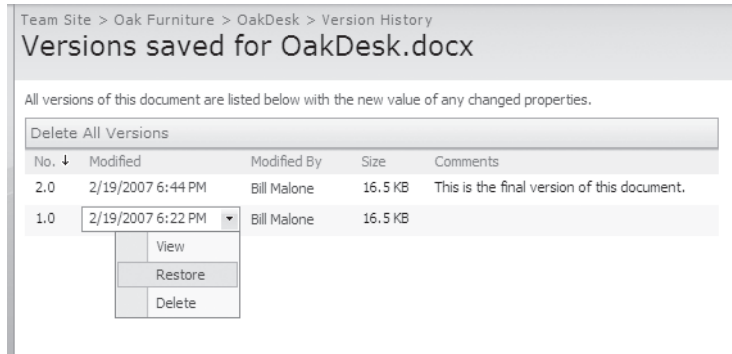 Team Site > Oak Furniture > OakDesk > Version History
Versions saved for OakDesk.docx
All versions of this document are listed below with the new value of any changed properties.
Delete All Versions
No. ↓ Modified Modified By Size Comments
2.0 2/19/2007 6:44 PM Bill Malone 16.5 KB This is the final version of this document.
1.0 2/19/2007 6:22 PM Bill Malone 16.5 KB
View
Restore
Delete